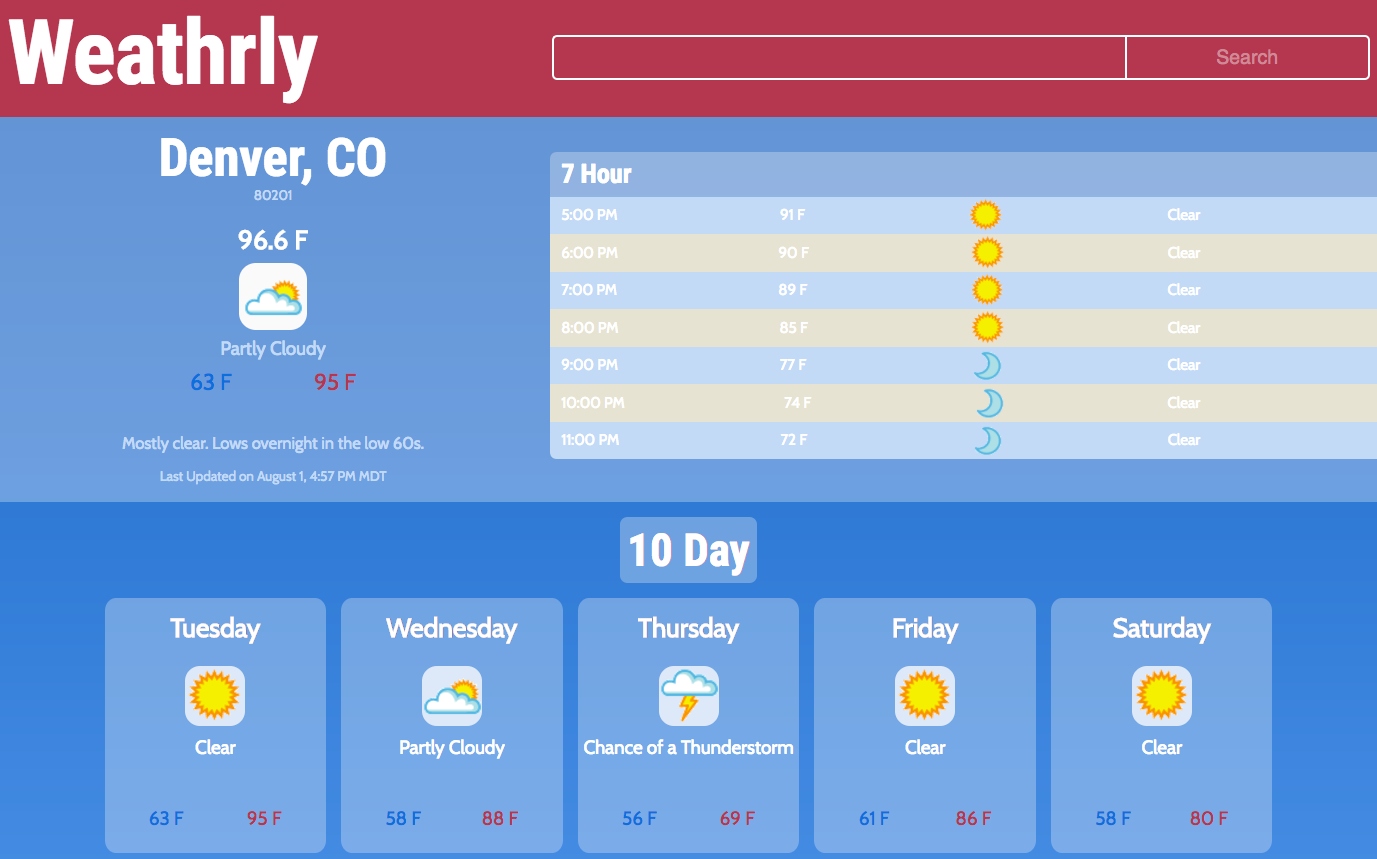 Weathrly
Search
Denver, CO
80201
96.6 F
Partly Cloudy
63 F 95 F
Mostly clear. Lows overnight in the low 60s.
Last Updated on August 1, 4:57 PM MDT
7 Hour
5:00 PM 91 F Clear
6:00 PM 90 F Clear
7:00 PM 89 F Clear
8:00 PM 85 F Clear
9:00 PM 77 F Clear
10:00 PM 74 F Clear
11:00 PM 72 F Clear
10 Day
Tuesday
Clear
63 F 95 F
Wednesday
Partly Cloudy
58 F 88 F
Thursday
Chance of a Thunderstorm
56 F 69 F
Friday
Clear
61 F 86 F
Saturday
Clear
58 F 80 F